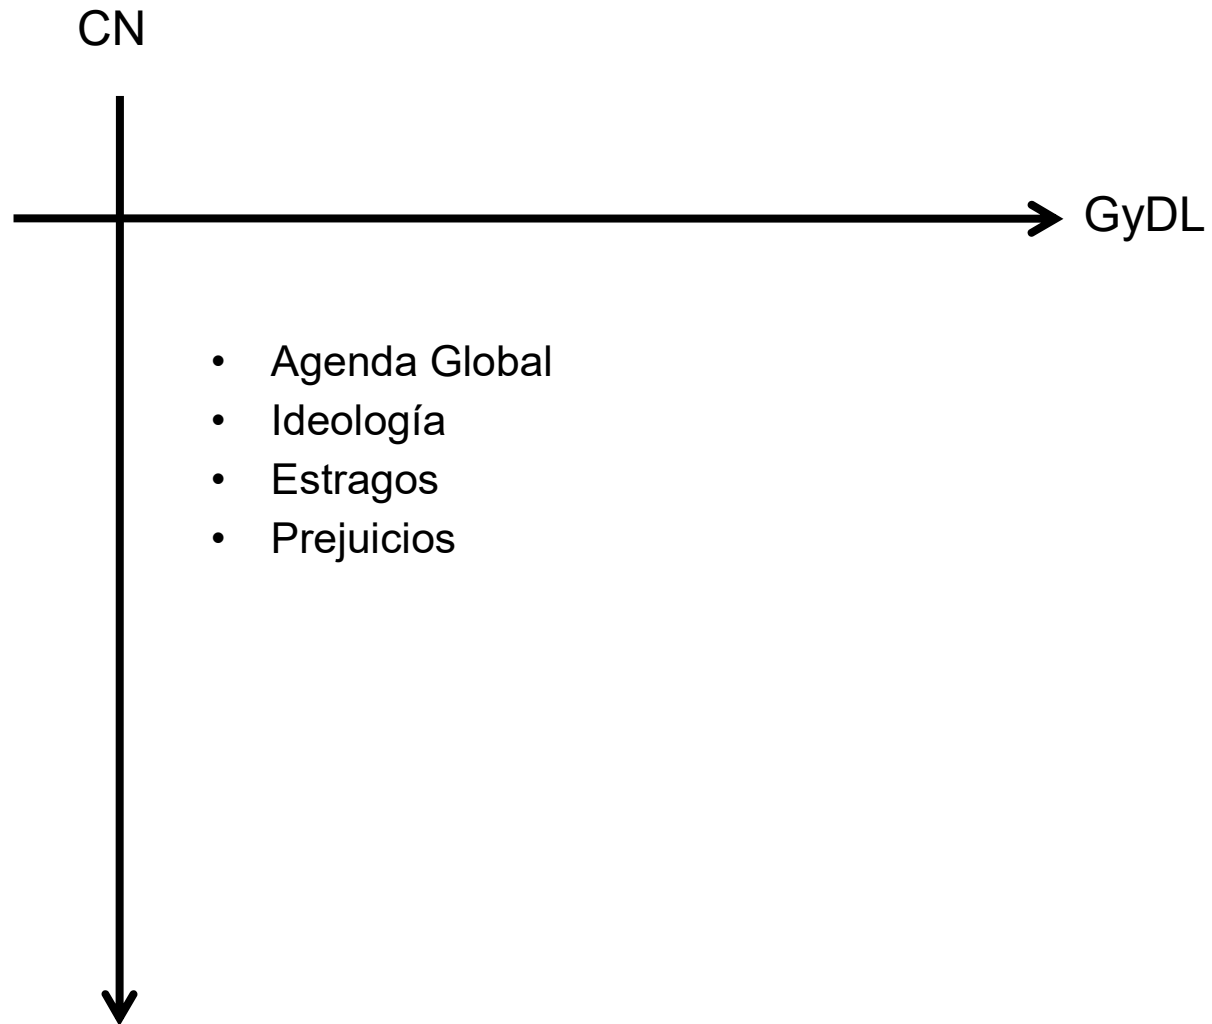 CN
GyDL
• Agenda Global
• Ideología
• Estragos
• Prejuicios